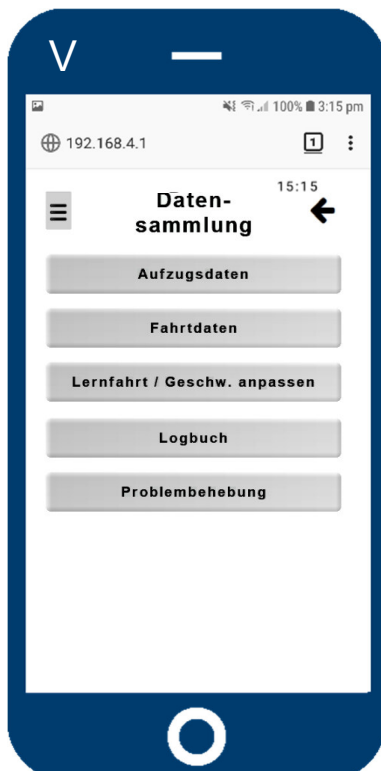 V
100% 3:15 pm
192.168.4.1
1
15:15
Daten-
sammlung
Aufzugsdaten
Fahrtdaten
Lernfahrt / Geschw. anpassen
Logbuch
Problembehebung